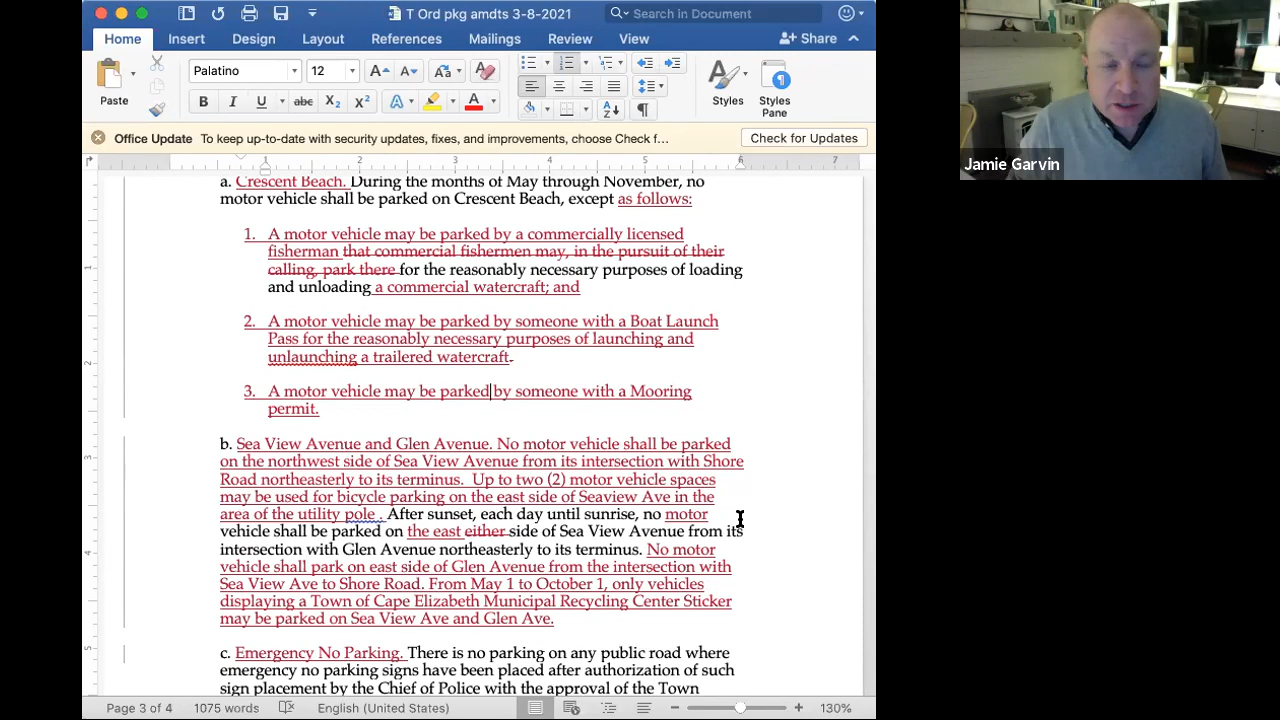 T Ord pkg amdts 3-8-2021
Search in Document
Home Insert Design Layout References Mailings Review View Share
Palatino 12
Paste
Styles
Styles Pane
Office Update To keep up-to-date with security updates, fixes, and improvements, choose Check f... Check for Updates
1 2 3 4 5 6 7
a. Crescent Beach. During the months of May through November, no
motor vehicle shall be parked on Crescent Beach, except as follows:
1. A motor vehicle may be parked by a commercially licensed
fisherman that commercial fishermen may, in the pursuit of their
calling, park there for the reasonably necessary purposes of loading
and unloading a commercial watercraft; and
2. A motor vehicle may be parked by someone with a Boat Launch
Pass for the reasonably necessary purposes of launching and
unlaunching a trailered watercraft.
3. A motor vehicle may be parked by someone with a Mooring
permit.
b. Sea View Avenue and Glen Avenue. No motor vehicle shall be parked
on the northwest side of Sea View Avenue from its intersection with Shore
Road northeasterly to its terminus. Up to two (2) motor vehicle spaces
may be used for bicycle parking on the east side of Seaview Ave in the
area of the utility pole . After sunset, each day until sunrise, no motor
vehicle shall be parked on the east either side of Sea View Avenue from its
intersection with Glen Avenue northeasterly to its terminus. No motor
vehicle shall park on east side of Glen Avenue from the intersection with
Sea View Ave to Shore Road. From May 1 to October 1, only vehicles
displaying a Town of Cape Elizabeth Municipal Recycling Center Sticker
may be parked on Sea View Ave and Glen Ave.
c. Emergency No Parking. There is no parking on any public road where
emergency no parking signs have been placed after authorization of such
sign placement by the Chief of Police with the approval of the Town
Page 3 of 4 1075 words English (United States) 130%
Jamie Garvin